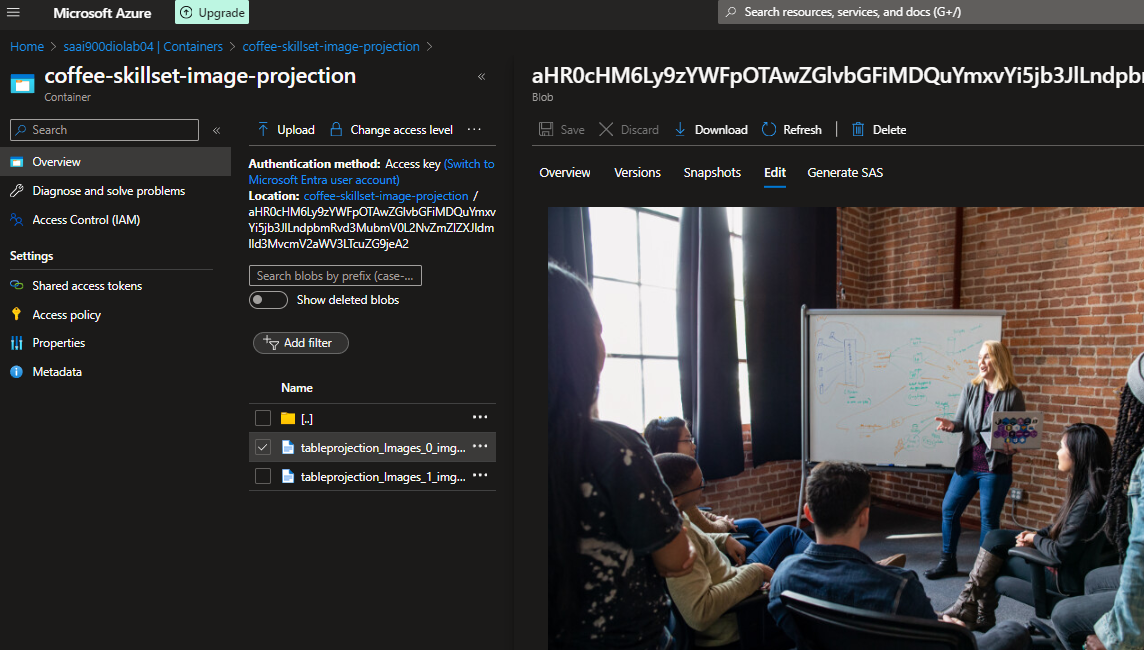 Microsoft Azure
Upgrade
Search resources, services, and docs (G+/)
Home > saai900diolab04 | Containers > coffee-skillset-image-projection >
coffee-skillset-image-projection
Container
Search
Overview
Diagnose and solve problems
Access Control (IAM)
Settings
Shared access tokens
Access policy
Properties
Metadata
Upload
Change access level
Authentication method: Access key (Switch to
Microsoft Entra user account)
Location: coffee-skillset-image-projection /
Search blobs by prefix (case-...
Show deleted blobs
Add filter
Name
[..]
tableprojection_Images_0_img...
tableprojection_Images_1_img...
Blob
Save
Discard
Download
Refresh
Delete
Overview
Versions
Snapshots
Edit
Generate SAS